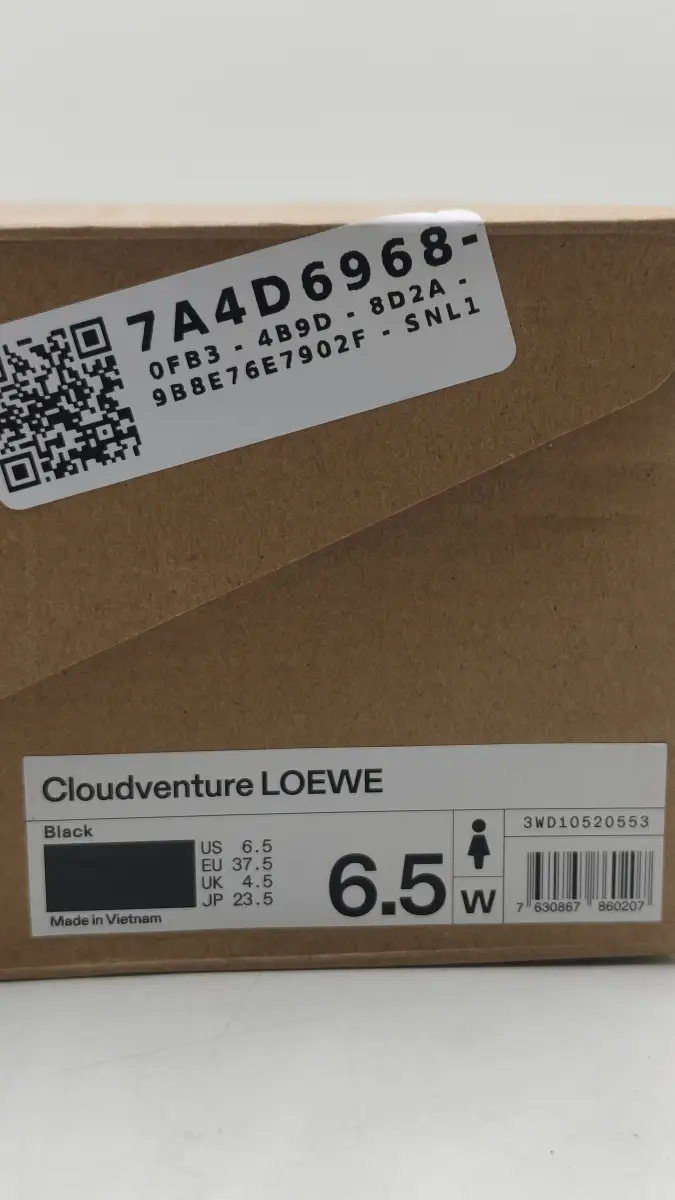 7A4D6968-
0FB3 - 4B9D - 8D2A -
9B8E76E7902F - SNL1
Cloudventure LOEWE
Black
US 6.5
EU 37.5
UK 4.5
JP 23.5
Made in Vietnam
6.5
W
3WD10520553
7 630867 860207